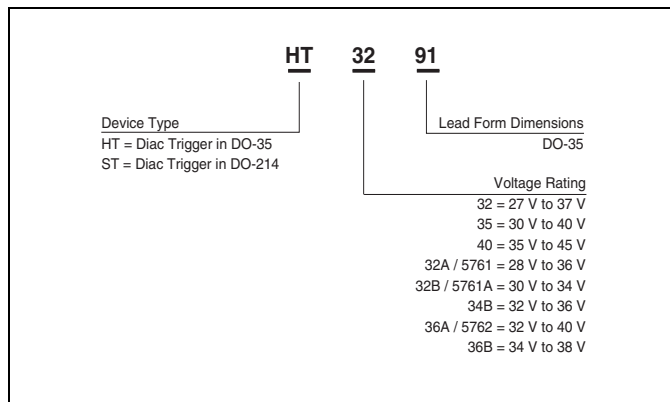 HT 32 91
Device Type
HT = Diac Trigger in DO-35
ST = Diac Trigger in DO-214
Lead Form Dimensions
DO-35
Voltage Rating
32 = 27 V to 37 V
35 = 30 V to 40 V
40 = 35 V to 45 V
32A / 5761 = 28 V to 36 V
32B / 5761A = 30 V to 34 V
34B = 32 V to 36 V
36A / 5762 = 32 V to 40 V
36B = 34 V to 38 V